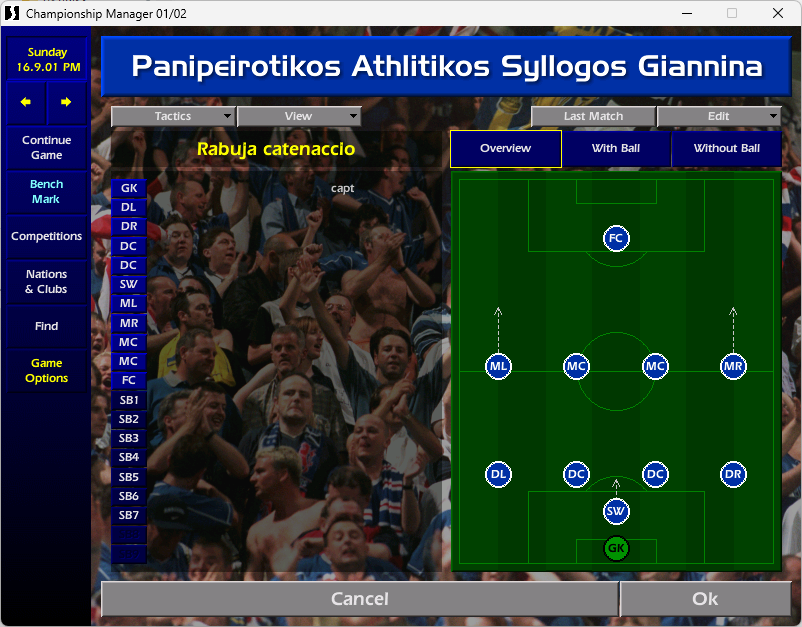 Championship Manager 01/02
Sunday
16.9.01 PM
Continue
Game
Bench
Mark
Competitions
Nations
& Clubs
Find
Game
Options
Panipeirotikos Athlitikos Syllogos Giannina
Tactics
View
Last Match
Edit
Rabuja catenaccio
Overview
With Ball
Without Ball
GK capt
DL
DR
DC
DC
SW
ML
MR
MC
MC
FC
SB1
SB2
SB3
SB4
SB5
SB6
SB7
FC
ML MC MC MR
DL DC DC DR
SW
GK
Cancel
Ok